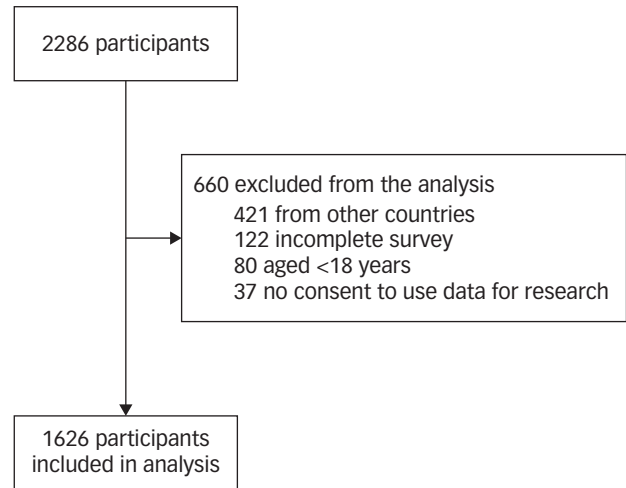 2286 participants
660 excluded from the analysis
421 from other countries
122 incomplete survey
80 aged <18 years
37 no consent to use data for research
1626 participants
included in analysis